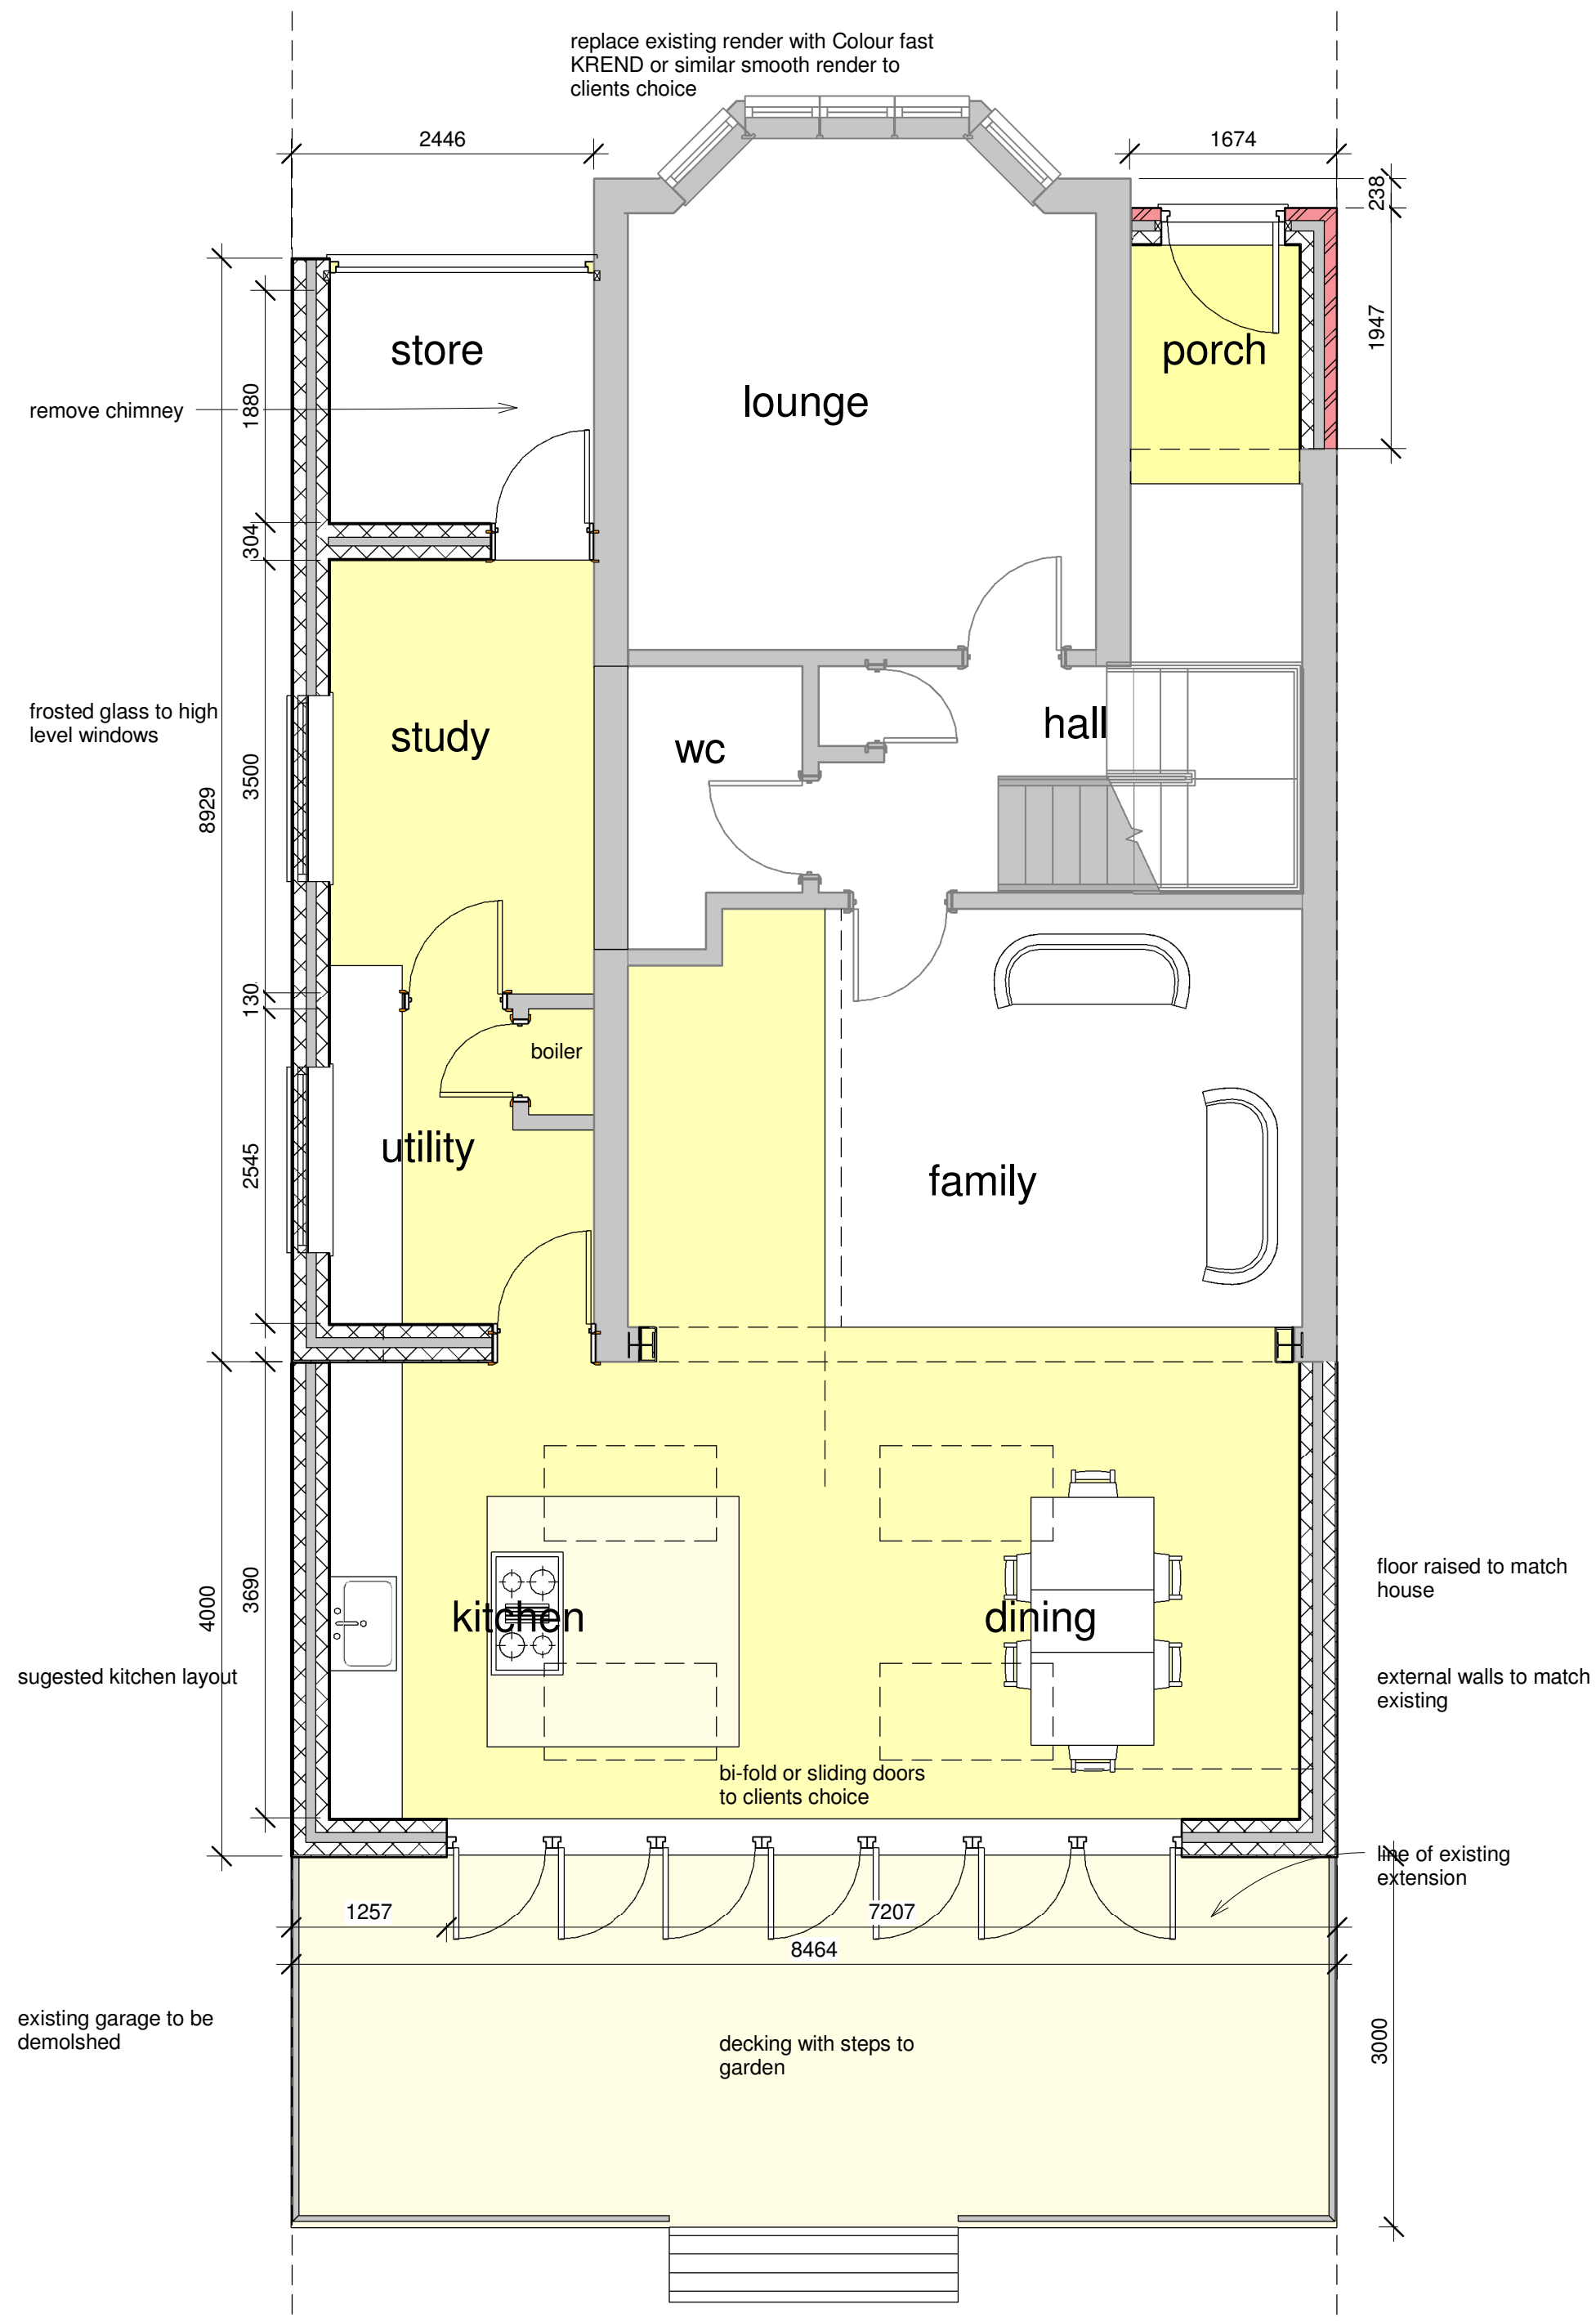 replace existing render with Colour fast
KREND or similar smooth render to
clients choice
2446
1674
238
1947
store
lounge
porch
remove chimney
1880
304
frosted glass to high
level windows
study
wc
hall
3500
8929
130
boiler
utility
2545
family
kitchen
dining
3690
4000
floor raised to match
house
sugested kitchen layout
external walls to match
existing
bi-fold or sliding doors
to clients choice
line of existing
extension
1257
7207
8464
existing garage to be
demolshed
decking with steps to
garden
3000